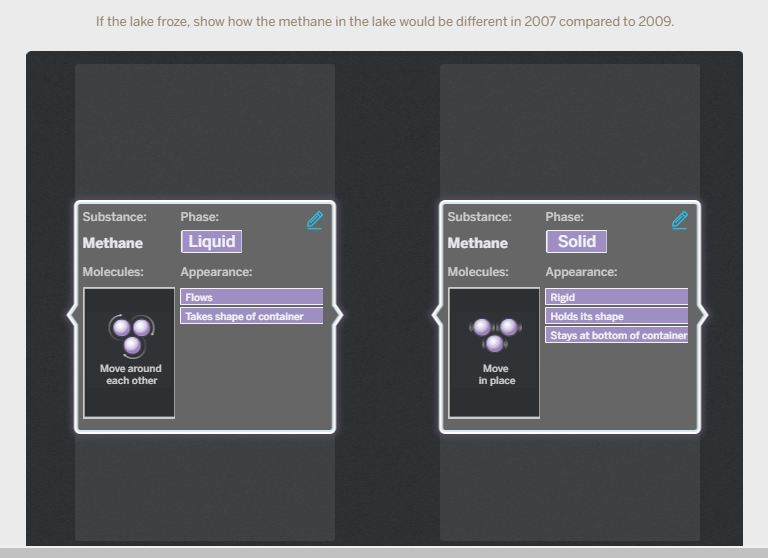 If the lake froze, show how the methane in the lake would be different in 2007 compared to 2009.
Substance:
Phase:
Methane
Liquid
Molecules:
Appearance:
Flows
Takes shape of container
Move around
each other
Substance:
Phase:
Methane
Solid
Molecules:
Appearance:
Rigid
Holds its shape
Stays at bottom of container
Move
in place